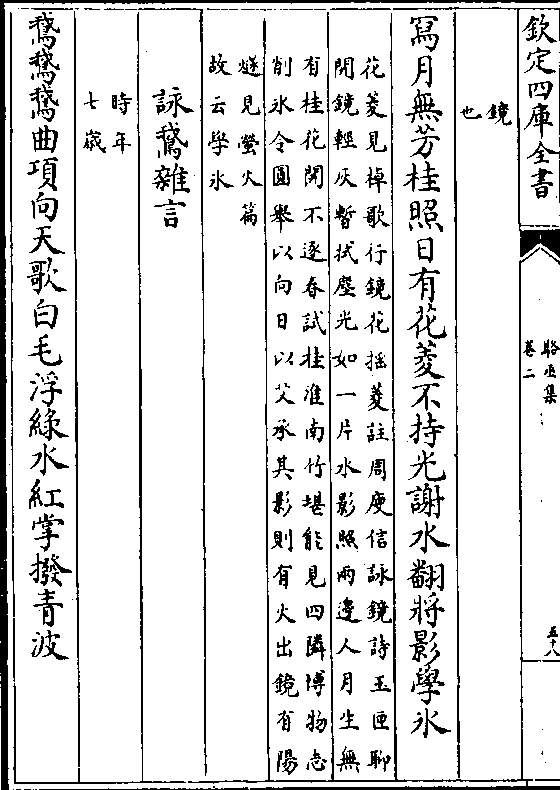 欽定四庫全書
駱丞集
卷二
五十八
鏡
也
冩月無芳桂照日有花菱不持光謝水翻將影學氷
花菱見棹歌行鏡花摇菱註周庾信詠鏡詩玉匣聊
開鏡輕灰暫拭塵光如一片水影照兩邊人月生無
有桂花開不逐春試挂淮南竹堪能見四隣博物志
削氷令圓舉以向日以艾承其影則有火出鏡有陽
燧見螢火篇
故云學氷
詠鵞雜言
時年
七歲
鵞鵞鵞曲項向天歌白毛浮綠水紅掌撥青波